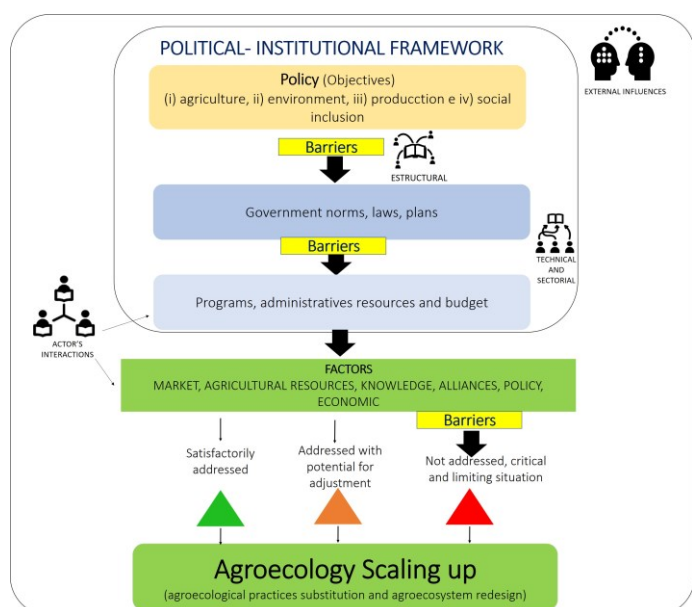 POLITICAL- INSTITUTIONAL FRAMEWORK
EXTERNAL INFLUENCES
Policy (Objectives)
(i) agriculture, ii) environment, iii) producction e iv) social
inclusion
Barriers
ESTRUCTURAL
Government norms, laws, plans
Barriers
TECHNICAL
AND
SECTORIAL
Programs, administratives resources and budget
ACTOR'S
INTERACTIONS
FACTORS
MARKET, AGRICULTURAL RESOURCES, KNOWLEDGE, ALLIANCES, POLICY,
ECONOMIC
Barriers
Satisfactorily
addressed
Addressed with
potential for
adjustment
Not addressed, critical
and limiting situation
Agroecology Scaling up
(agroecological practices substitution and agroecosystem redesign)